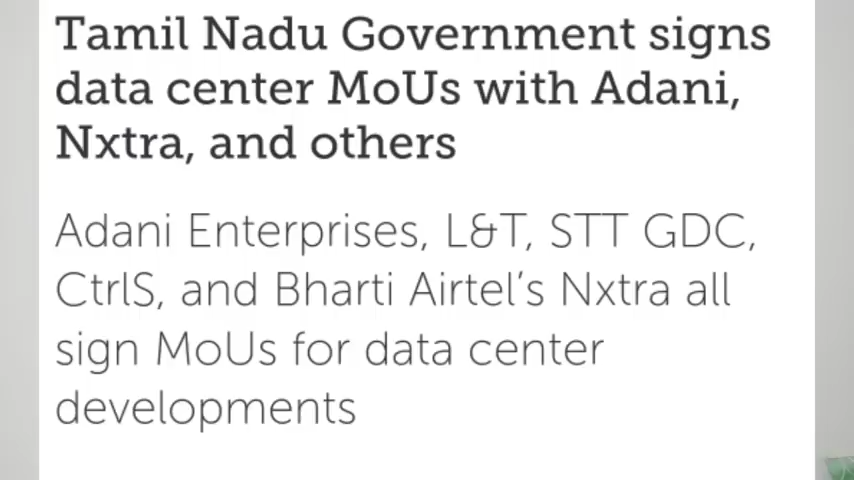 Tamil Nadu Government signs
data center MoUs with Adani,
Nxtra, and others
Adani Enterprises, L&T, STT GDC,
CtrlS, and Bharti Airtel’s Nxtra all
sign MoUs for data center
developments